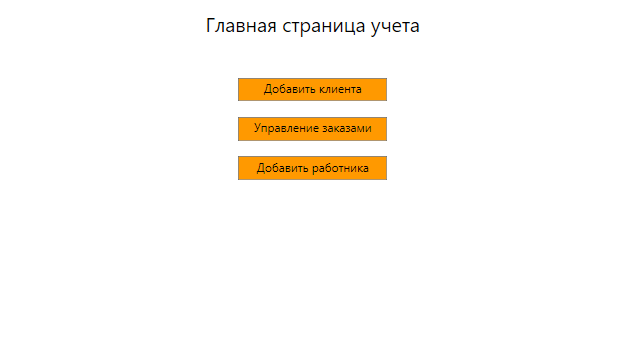 Главная страница учета
Добавить клиента
Управление заказами
Добавить работника